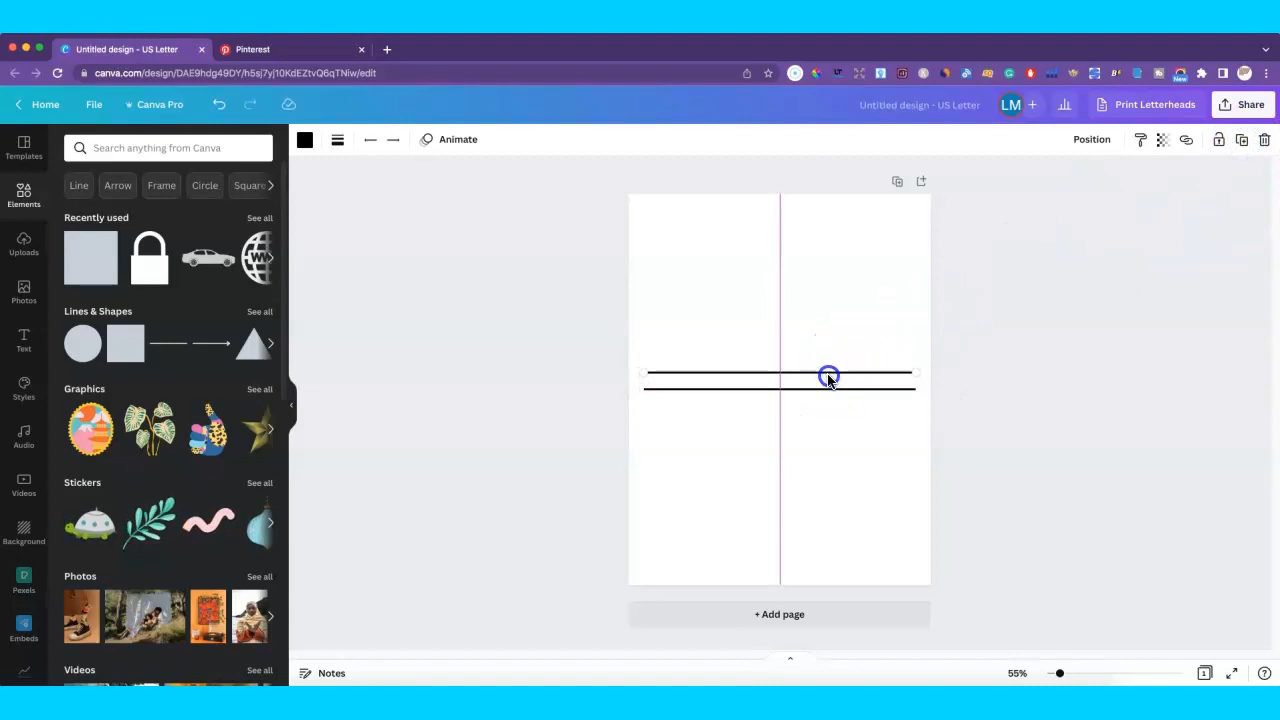 Untitled design - US Letter
Pinterest
canva.com/design/DAE9hdg49DY/h5sj7yj10KdEZtvQ6qTNiw/edit
New
Home
File
Canva Pro
Untitled design - US Letter
LM
Print Letterheads
Share
Templates
Elements
Uploads
Photos
Text
Styles
Audio
Videos
Background
Pexels
Embeds
Search anything from Canva
Line
Arrow
Frame
Circle
Square
Recently used
See all
Lines & Shapes
See all
Graphics
See all
Stickers
See all
Photos
See all
Videos
See all
Animate
Position
+ Add page
Notes
55%
1